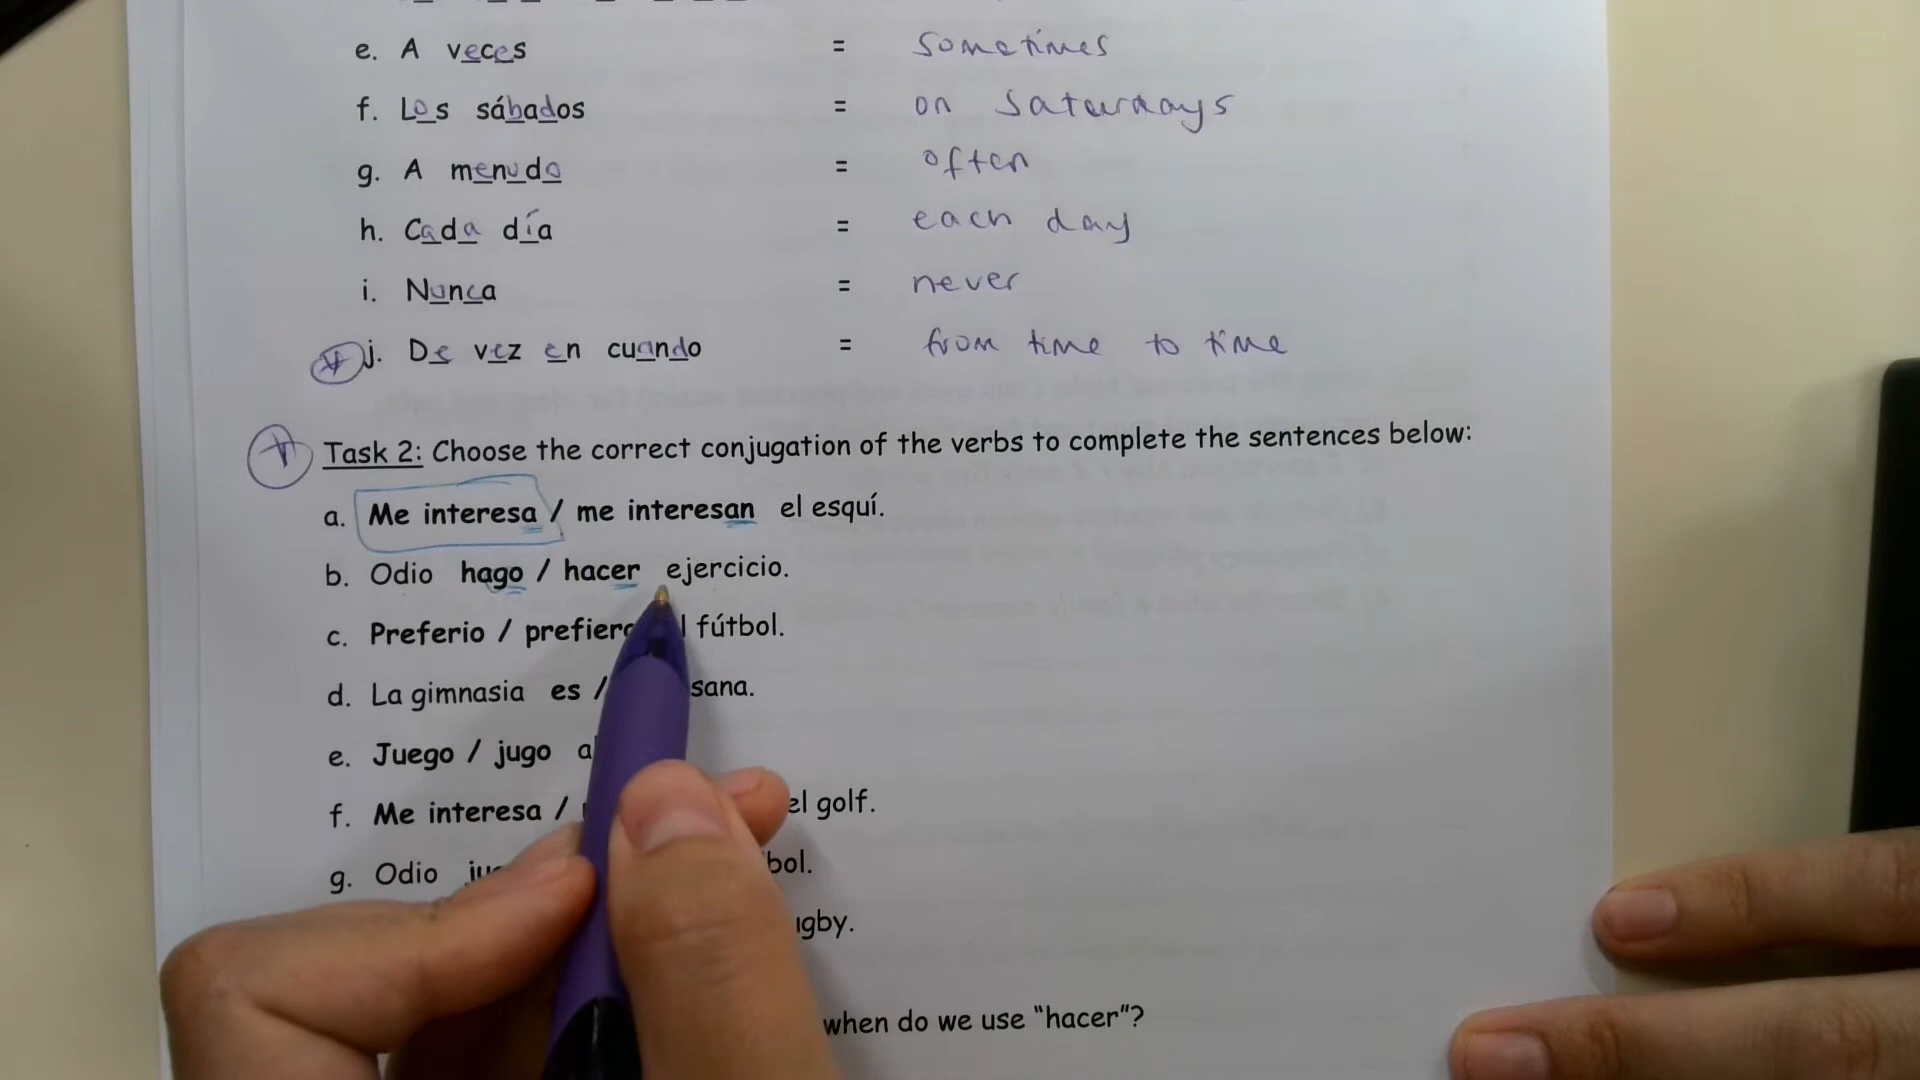 e. A veces = sometimes
f. Los sábados = on Saturdays
g. A menudo = often
h. Cada día = each day
i. Nunca = never
j. De vez en cuando = from time to time
Task 2: Choose the correct conjugation of the verbs to complete the sentences below:
a. Me interesa / me interesan el esquí.
b. Odio hago / hacer ejercicio.
c. Preferio / prefiero fútbol.
d. La gimnasia es / sana.
e. Juego / jugo
f. Me interesa / el golf.
g. Odio
when do we use "hacer"?